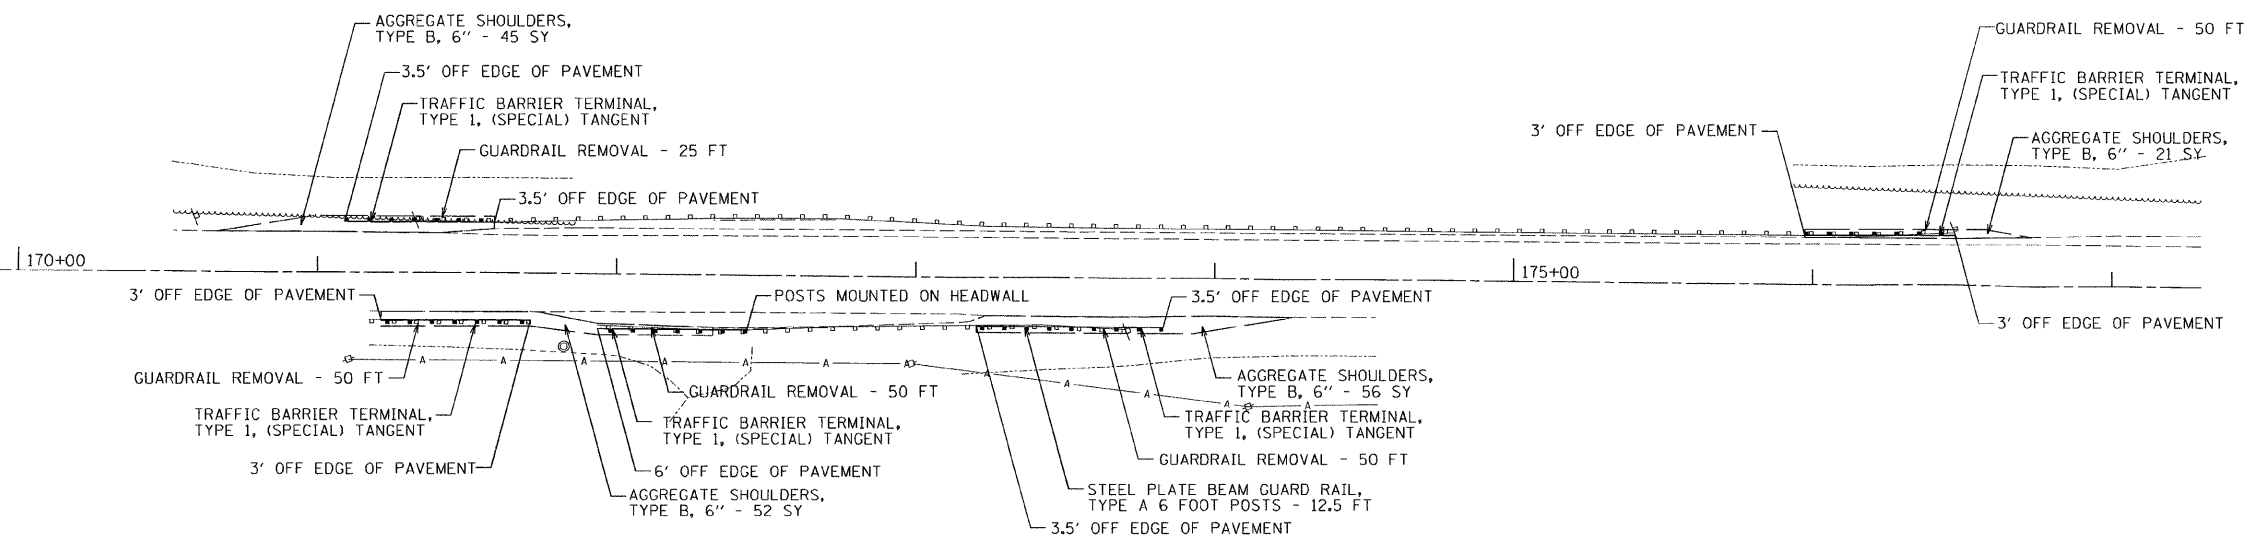 AGGREGATE SHOULDERS,
TYPE B, 6" - 45 SY
3.5' OFF EDGE OF PAVEMENT
TRAFFIC BARRIER TERMINAL,
TYPE 1, (SPECIAL) TANGENT
GUARDRAIL REMOVAL - 25 FT
3.5' OFF EDGE OF PAVEMENT
GUARDRAIL REMOVAL - 50 FT
TRAFFIC BARRIER TERMINAL,
TYPE 1, (SPECIAL) TANGENT
3' OFF EDGE OF PAVEMENT
AGGREGATE SHOULDERS,
TYPE B, 6" - 21 SY
170+00
175+00
3' OFF EDGE OF PAVEMENT
POSTS MOUNTED ON HEADWALL
3.5' OFF EDGE OF PAVEMENT
3' OFF EDGE OF PAVEMENT
A A A A A A A A A A
GUARDRAIL REMOVAL - 50 FT
GUARDRAIL REMOVAL - 50 FT
AGGREGATE SHOULDERS,
TYPE B, 6" - 56 SY
TRAFFIC BARRIER TERMINAL,
TYPE 1, (SPECIAL) TANGENT
TRAFFIC BARRIER TERMINAL,
TYPE 1, (SPECIAL) TANGENT
TRAFFIC BARRIER TERMINAL,
TYPE 1, (SPECIAL) TANGENT
3' OFF EDGE OF PAVEMENT
6' OFF EDGE OF PAVEMENT
GUARDRAIL REMOVAL - 50 FT
AGGREGATE SHOULDERS,
TYPE B, 6" - 52 SY
STEEL PLATE BEAM GUARD RAIL,
TYPE A 6 FOOT POSTS - 12.5 FT
3.5' OFF EDGE OF PAVEMENT